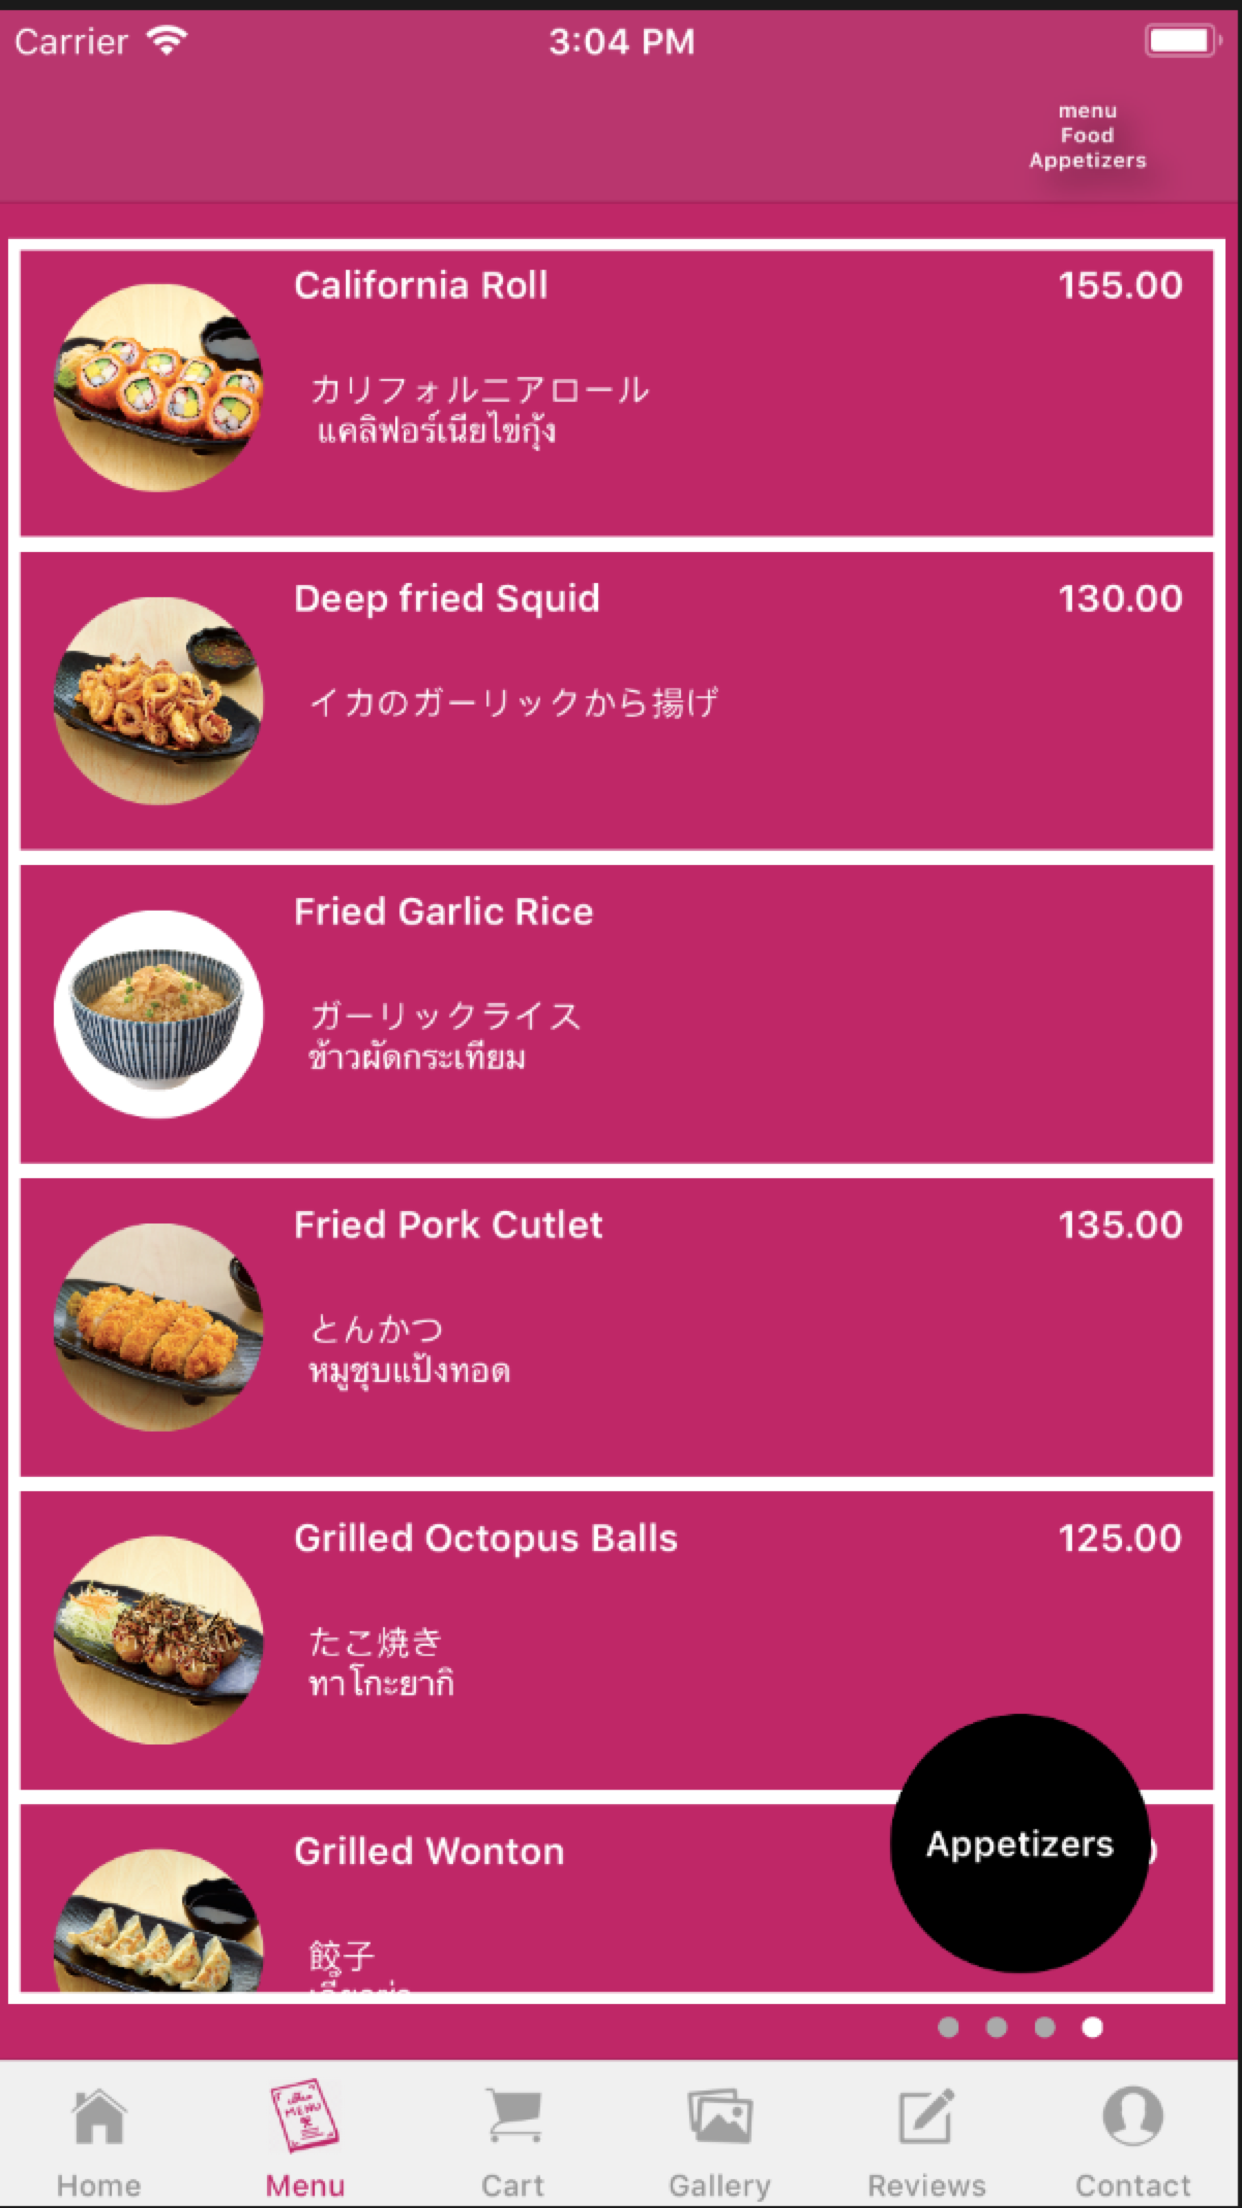 Carrier
3:04 PM
menu
Food
Appetizers
California Roll
155.00
カリフォルニアロール
แคลิฟอร์เนียไข่กุ้ง
Deep fried Squid
130.00
イカのガーリックから揚げ
Fried Garlic Rice
ガーリックライス
ข้าวผัดกระเทียม
Fried Pork Cutlet
135.00
とんかつ
หมูชุบแป้งทอด
Grilled Octopus Balls
125.00
たこ焼き
ทาโกะยากิ
Grilled Wonton
Appetizers
餃子
MENU
Home
Menu
Cart
Gallery
Reviews
Contact